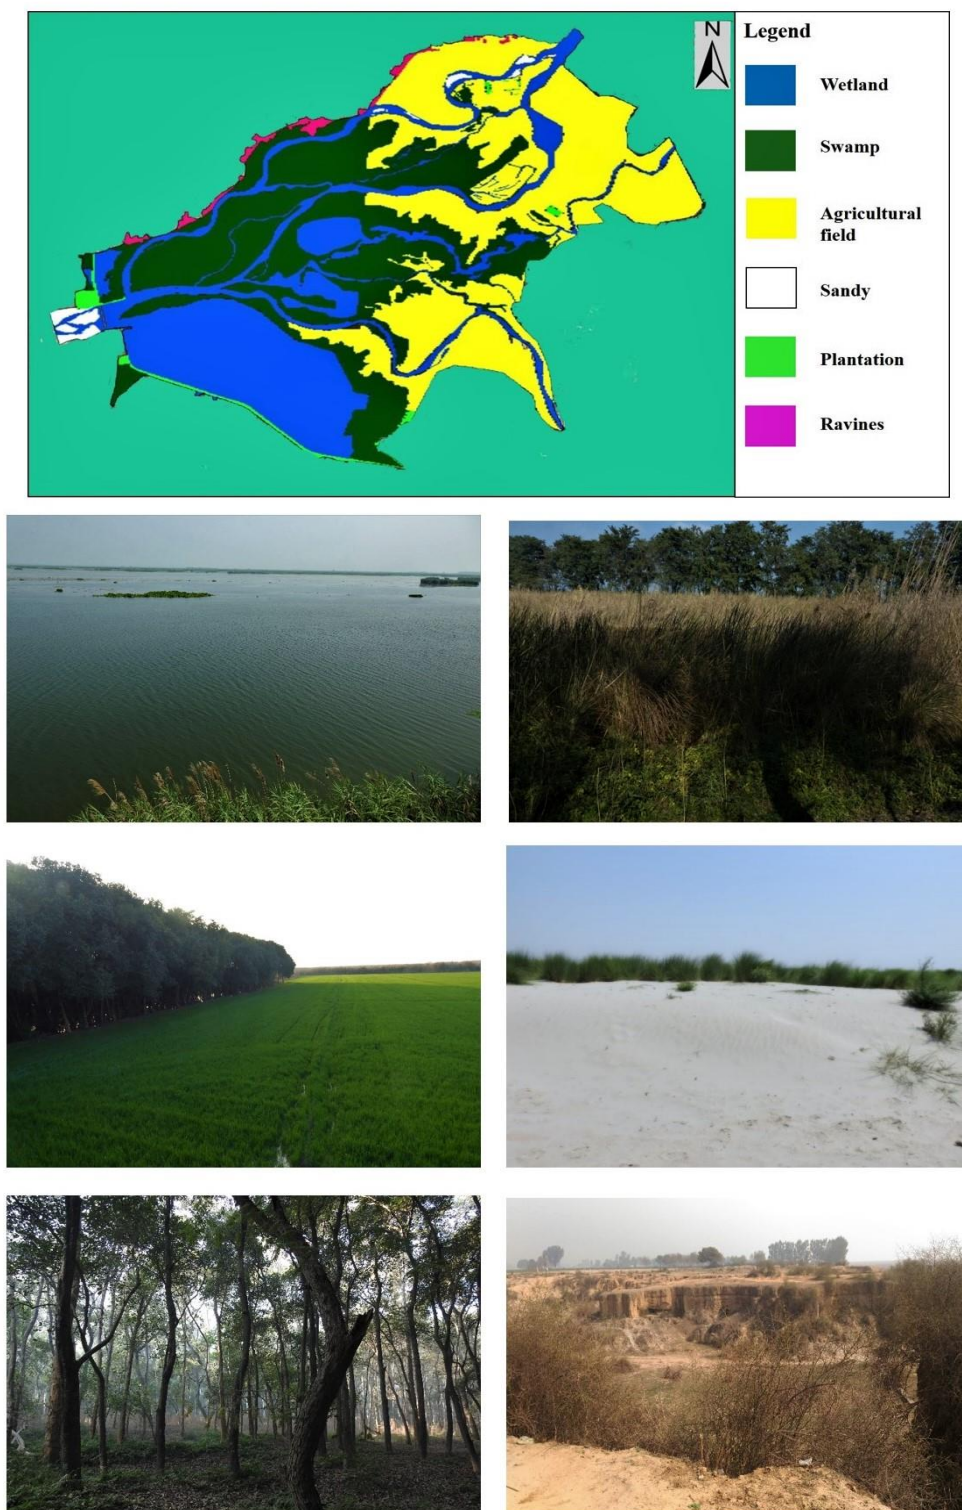 N
Legend
Wetland
Swamp
Agricultural
field
Sandy
Plantation
Ravines